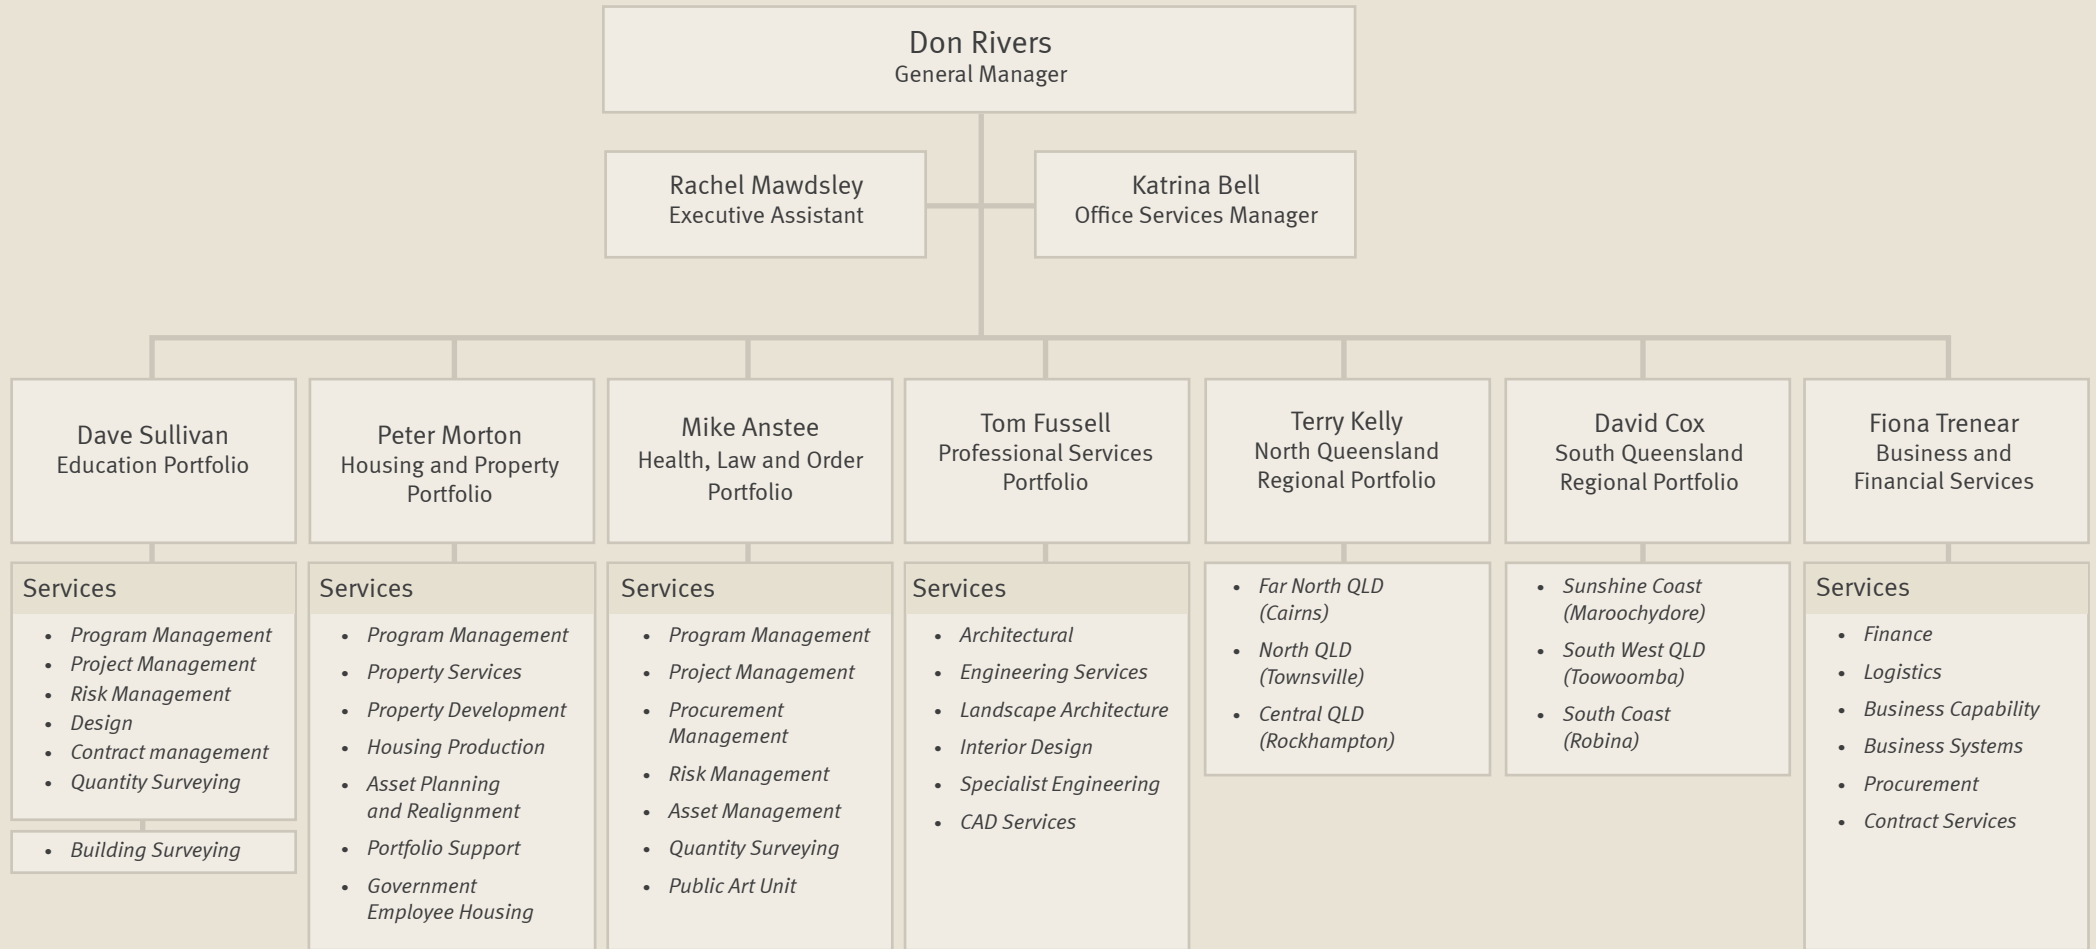 Don Rivers
General Manager
Rachel Mawdsley
Executive Assistant
Katrina Bell
Office Services Manager
Dave Sullivan
Education Portfolio
Services
• Program Management
• Project Management
• Risk Management
• Design
• Contract management
• Quantity Surveying
• Building Surveying
Peter Morton
Housing and Property
Portfolio
Services
• Program Management
• Property Services
• Property Development
• Housing Production
• Asset Planning
and Realignment
• Portfolio Support
• Government
Employee Housing
Mike Anstee
Health, Law and Order
Portfolio
Services
• Program Management
• Project Management
• Procurement
Management
• Risk Management
• Asset Management
• Quantity Surveying
• Public Art Unit
Tom Fussell
Professional Services
Portfolio
Services
• Architectural
• Engineering Services
• Landscape Architecture
• Interior Design
• Specialist Engineering
• CAD Services
Terry Kelly
North Queensland
Regional Portfolio
• Far North QLD
(Cairns)
• North QLD
(Townsville)
• Central QLD
(Rockhampton)
David Cox
South Queensland
Regional Portfolio
• Sunshine Coast
(Maroochydore)
• South West QLD
(Toowoomba)
• South Coast
(Robina)
Fiona Trenear
Business and
Financial Services
Services
• Finance
• Logistics
• Business Capability
• Business Systems
• Procurement
• Contract Services